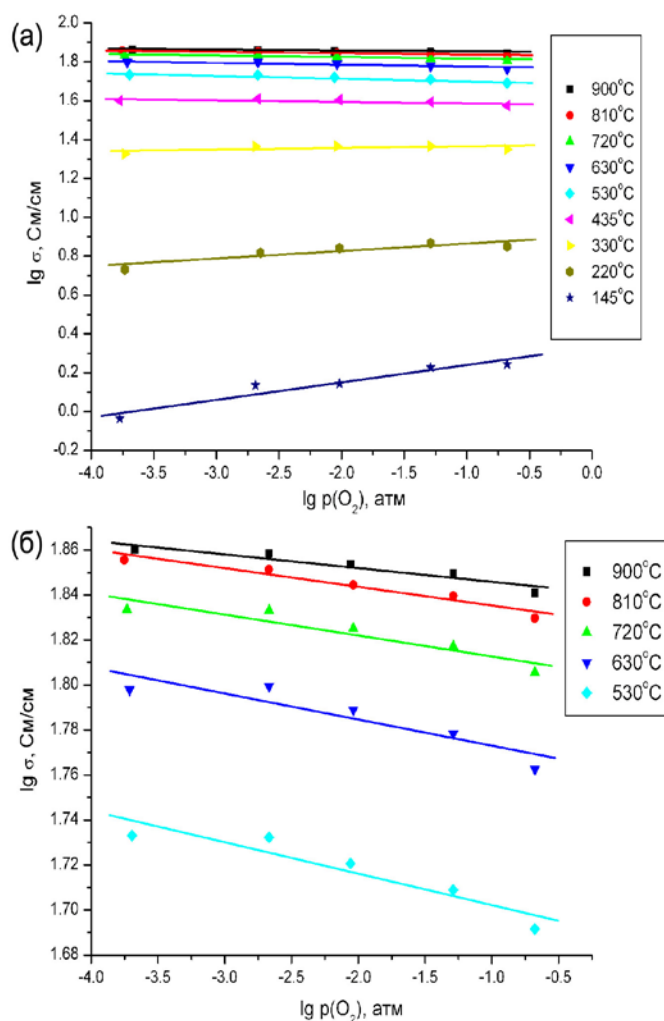 (а)
lg σ, См/см
2.0
1.8
1.6
1.4
1.2
1.0
0.8
0.6
0.4
0.2
0.0
-0.2
-4.0 -3.5 -3.0 -2.5 -2.0 -1.5 -1.0 -0.5 0.0
lg p(O₂), атм
900°C
810°C
720°C
630°C
530°C
435°C
330°C
220°C
145°C
(б)
lg σ, См/см
1.86
1.84
1.82
1.80
1.78
1.76
1.74
1.72
1.70
1.68
-4.0 -3.5 -3.0 -2.5 -2.0 -1.5 -1.0 -0.5
lg p(O₂), атм
900°C
810°C
720°C
630°C
530°C